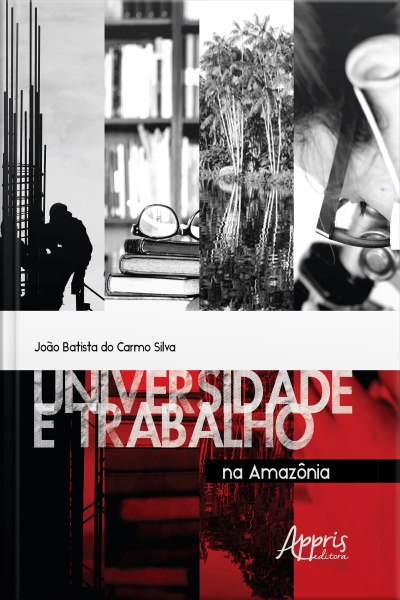 João Batista do Carmo Silva
UNIVERSIDADE
E TRABALHO
na Amazônia
Appris
editora